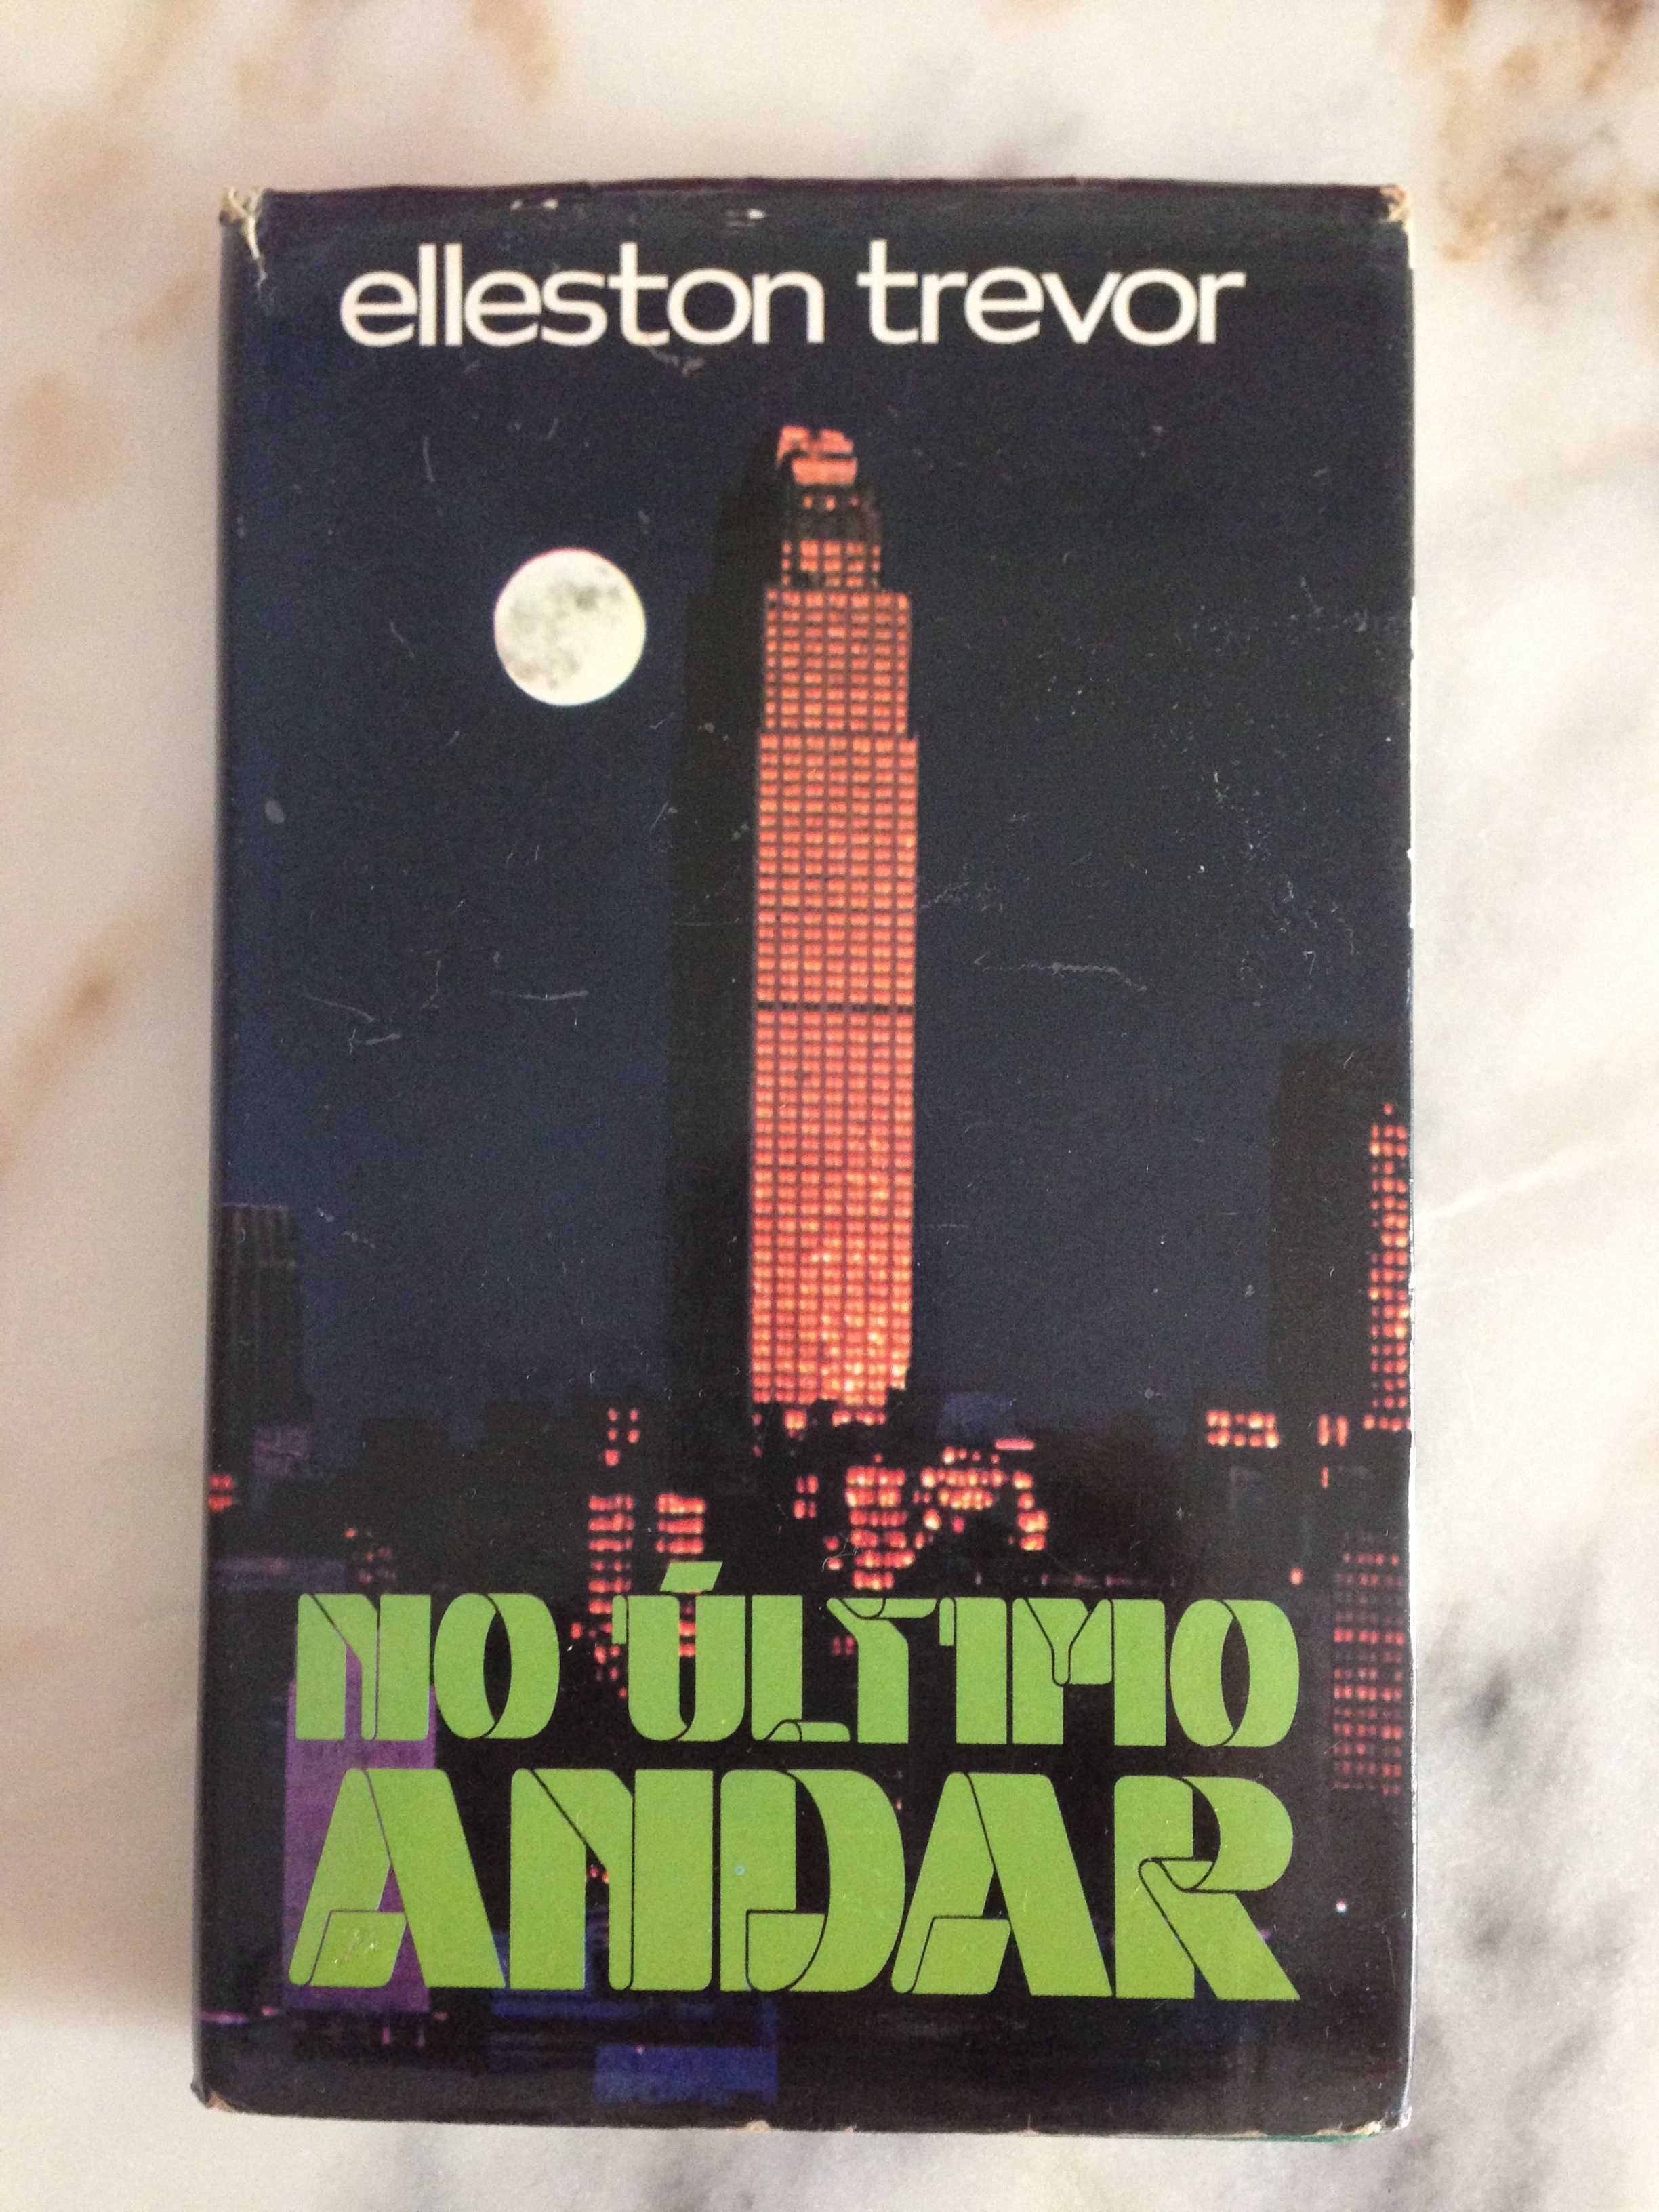 elleston trevor
NO ÚLTIMO
ANDAR